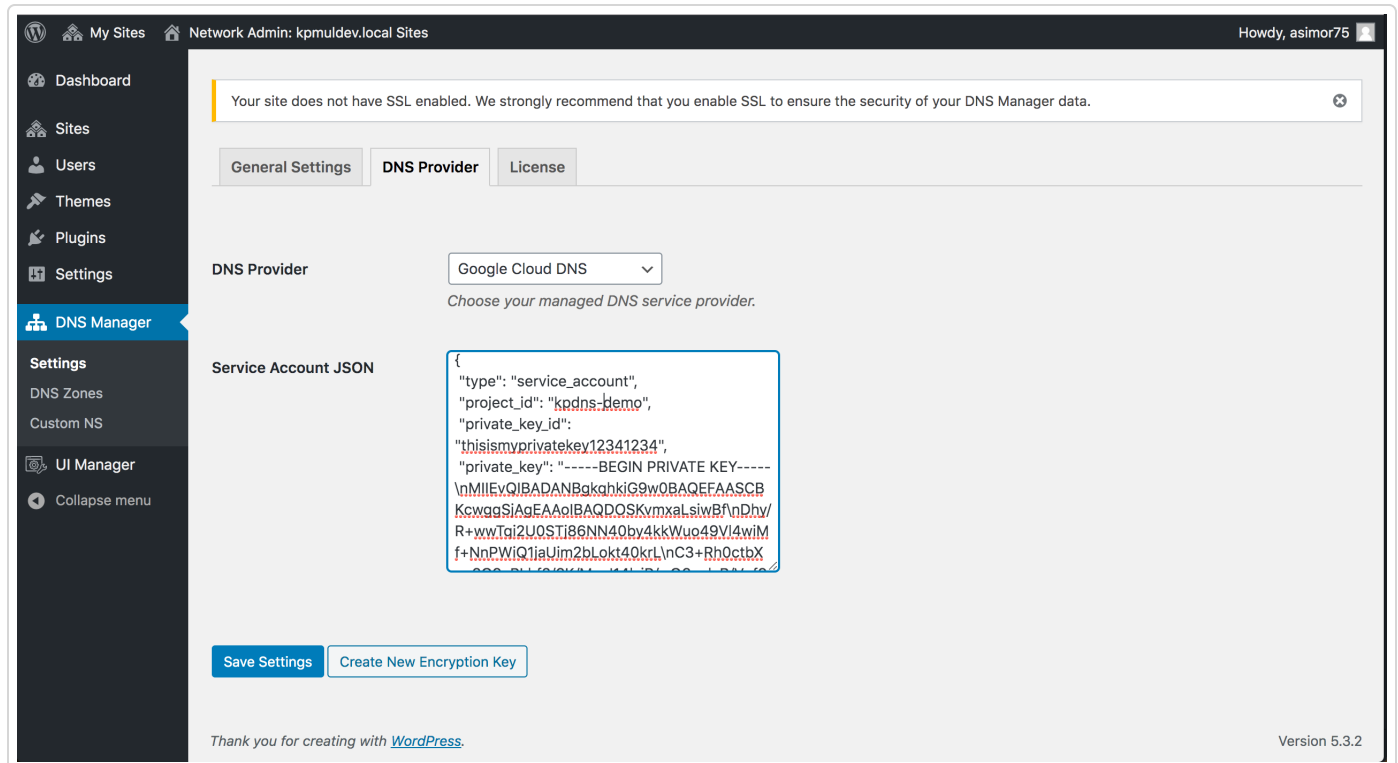 My Sites
Network Admin: kpmuldev.local Sites
Howdy, asimor75
Dashboard
Sites
Users
Themes
Plugins
Settings
DNS Manager
Settings
DNS Zones
Custom NS
UI Manager
Collapse menu
Your site does not have SSL enabled. We strongly recommend that you enable SSL to ensure the security of your DNS Manager data.
General Settings
DNS Provider
License
DNS Provider
Google Cloud DNS
Choose your managed DNS service provider.
Service Account JSON
{
"type": "service_account",
"project_id": "kpdns-demo",
"private_key_id":
"thisismyprivatekey12341234",
"private_key": "-----BEGIN PRIVATE KEY-----
\nMIIEvQIBADANBgkqhkiG9w0BAQEFAASCB
KcwggSjAgEAAoIBAQDOSKvmxaLsiwBf\nDhy/
R+wwTqj2U0STj86NN40by4kkWuo49Vl4wiM
f+NnPWiQ1jaUim2bLokt40krL\nC3+Rh0ctbX
Save Settings
Create New Encryption Key
Thank you for creating with WordPress.
Version 5.3.2